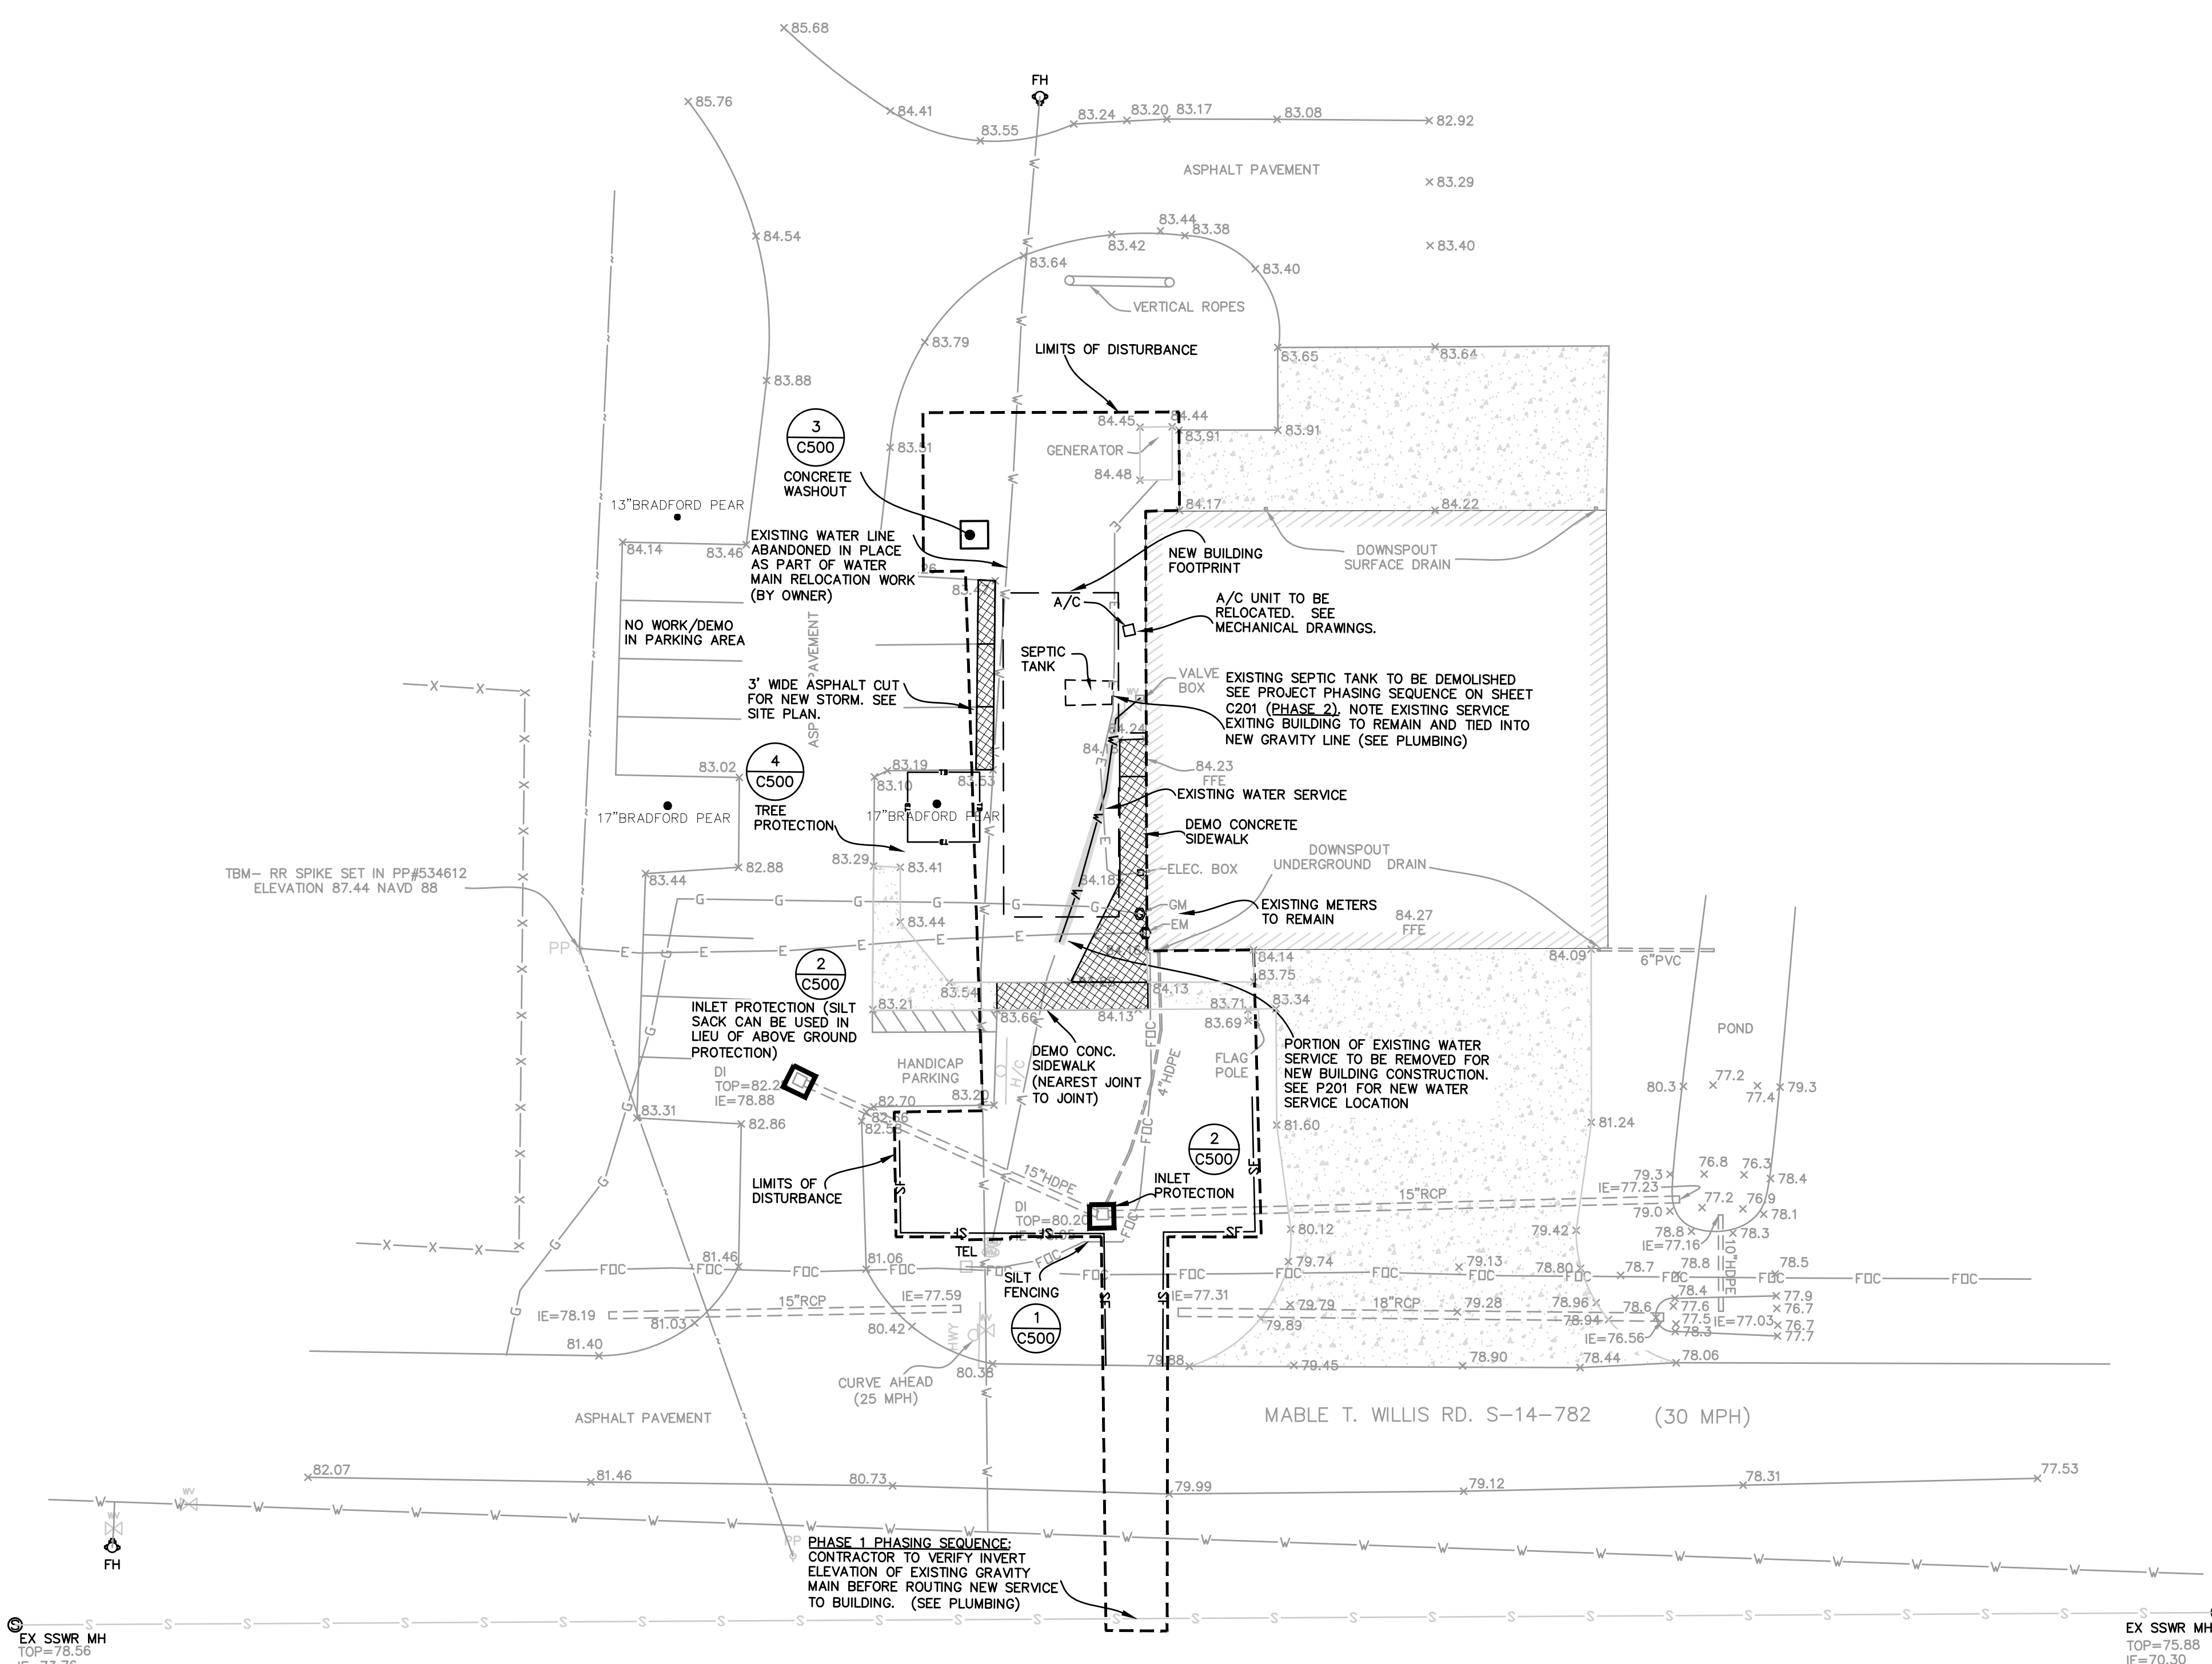 85.68
FH
85.76
84.41
83.55
83.24
83.20
83.17
83.08
82.92
ASPHALT PAVEMENT
83.29
84.54
83.44
83.38
83.42
83.40
83.64
83.40
VERTICAL ROPES
83.79
LIMITS OF DISTURBANCE
83.65
83.64
83.88
3
C500
84.45
84.44
83.91
83.91
GENERATOR
83.51
84.48
CONCRETE
WASHOUT
13"BRADFORD PEAR
84.17
84.22
84.14
83.46
EXISTING WATER LINE
ABANDONED IN PLACE
AS PART OF WATER
MAIN RELOCATION WORK
(BY OWNER)
NEW BUILDING
FOOTPRINT
DOWNSPOUT
SURFACE DRAIN
A/C
A/C UNIT TO BE
RELOCATED. SEE
MECHANICAL DRAWINGS.
NO WORK/DEMO
IN PARKING AREA
SEPTIC
TANK
VALVE
BOX
WV
EXISTING SEPTIC TANK TO BE DEMOLISHED
SEE PROJECT PHASING SEQUENCE ON SHEET
C201 (PHASE 2). NOTE EXISTING SERVICE
EXITING BUILDING TO REMAIN AND TIED INTO
NEW GRAVITY LINE (SEE PLUMBING)
3' WIDE ASPHALT CUT
FOR NEW STORM. SEE
SITE PLAN.
84.24
83.02
4
C500
83.19
83.10
83.53
84.23
FFE
TREE
PROTECTION
17"BRADFORD PEAR
17"BRADFORD PEAR
EXISTING WATER SERVICE
DEMO CONCRETE
SIDEWALK
DOWNSPOUT
UNDERGROUND DRAIN
TBM- RR SPIKE SET IN PP#534612
ELEVATION 87.44 NAVD 88
83.44
82.88
83.29
83.41
84.18
ELEC. BOX
GM
EM
EXISTING METERS
TO REMAIN
84.27
FFE
83.44
PP
84.14
84.09
6"PVC
2
C500
83.54
84.13
83.75
INLET PROTECTION (SILT
SACK CAN BE USED IN
LIEU OF ABOVE GROUND
PROTECTION)
83.21
83.66
84.13
83.71
83.34
83.69
POND
DI
TOP=82.2
IE=78.88
HANDICAP
PARKING
H/C
DEMO CONC.
SIDEWALK
(NEAREST JOINT
TO JOINT)
4"HDPE
FLAG
POLE
PORTION OF EXISTING WATER
SERVICE TO BE REMOVED FOR
NEW BUILDING CONSTRUCTION.
SEE P201 FOR NEW WATER
SERVICE LOCATION
80.3
77.2
77.4
79.3
83.31
82.86
82.70
83.20
81.60
81.24
2
C500
LIMITS OF
DISTURBANCE
15"HDPE
INLET
PROTECTION
79.3
76.8
76.3
78.4
IE=77.23
15"RCP
77.2
76.9
79.0
78.1
DI
TOP=80.20
80.12
79.42
78.8
78.3
IE=77.16
10"HDPE
TEL
SF
FOC
81.46
81.06
79.74
79.13
78.80
78.7
78.8
78.5
SILT
FENCING
1
C500
IE=78.19
15"RCP
IE=77.59
IE=77.31
79.79
18"RCP
79.28
78.96
78.94
78.6
78.4
77.6
77.5
78.3
77.9
76.7
76.7
77.7
IE=77.03
IE=76.56
81.03
80.42
HWY
WV
79.89
81.40
80.38
79.88
79.45
78.90
78.44
78.06
CURVE AHEAD
(25 MPH)
ASPHALT PAVEMENT
MABLE T. WILLIS RD. S-14-782
(30 MPH)
82.07
81.46
80.73
79.99
79.12
78.31
77.53
WV
WV
FH
PP
PHASE 1 PHASING SEQUENCE:
CONTRACTOR TO VERIFY INVERT
ELEVATION OF EXISTING GRAVITY
MAIN BEFORE ROUTING NEW SERVICE
TO BUILDING. (SEE PLUMBING)
EX SSWR MH
TOP=78.56
EX SSWR MH
TOP=75.88
IE=70.30